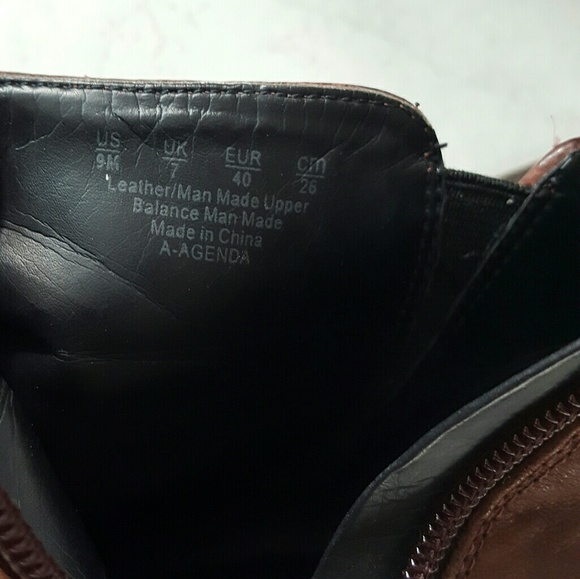 US UK EUR cm
9M 7 40 26
Leather/Man Made Upper
Balance Man Made
Made in China
A-AGENDA